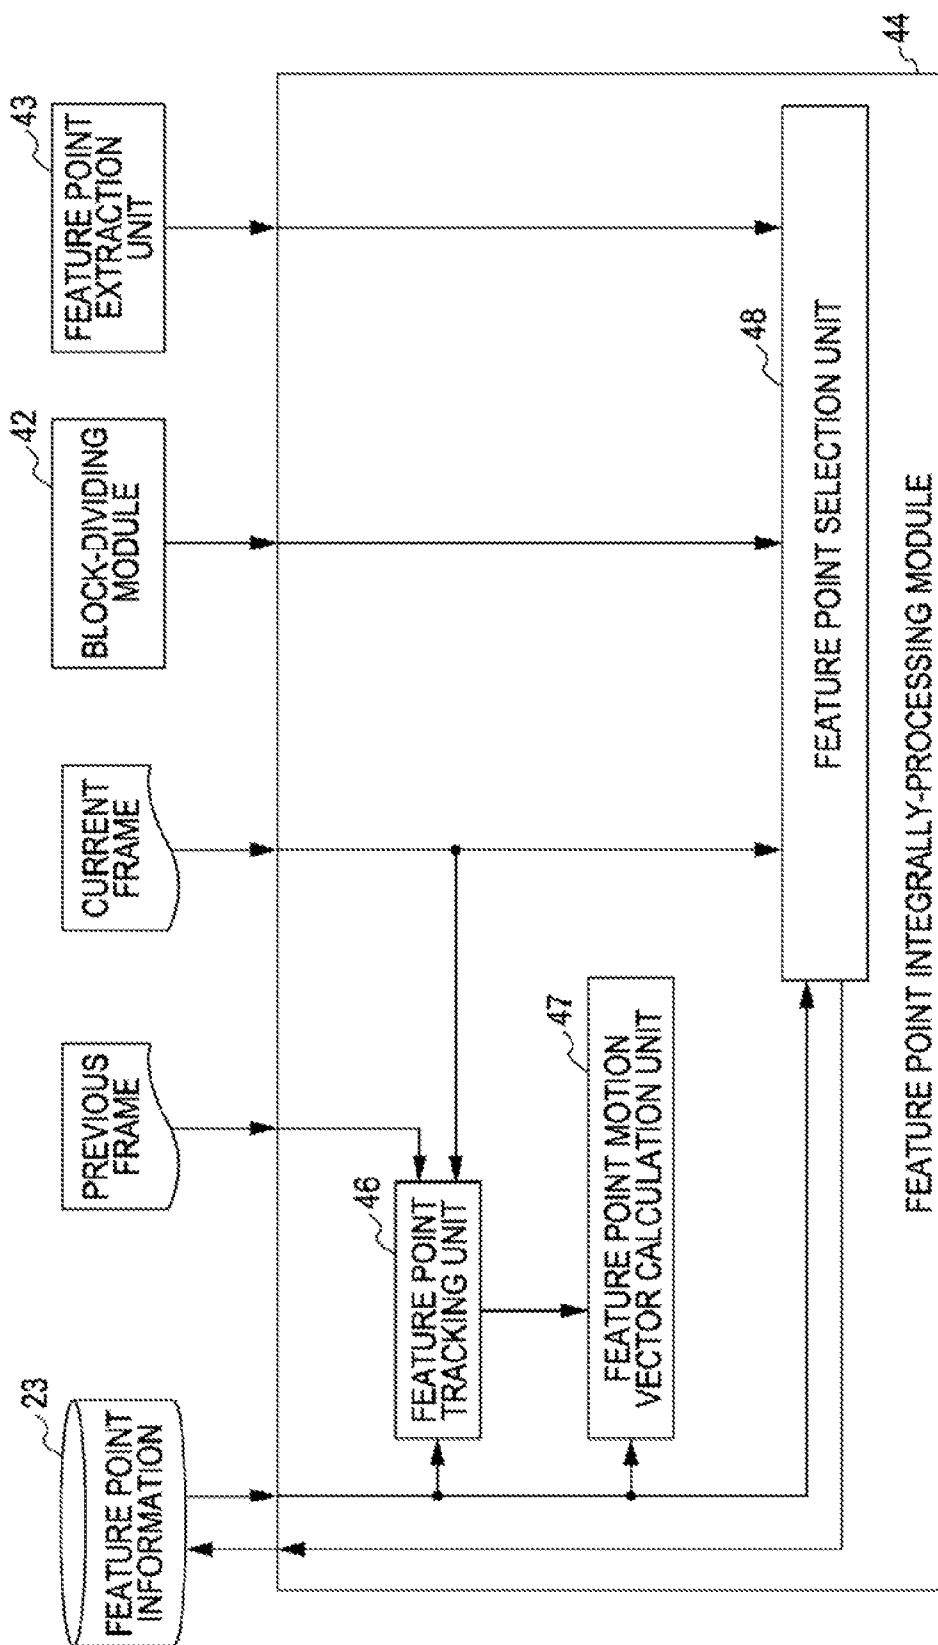 23
FEATURE POINT
INFORMATION
PREVIOUS
FRAME
CURRENT
FRAME
42
BLOCK-DIVIDING
MODULE
43
FEATURE POINT
EXTRACTION
UNIT
46
FEATURE POINT
TRACKING UNIT
47
FEATURE POINT MOTION
VECTOR CALCULATION UNIT
48
FEATURE POINT SELECTION UNIT
FEATURE POINT INTEGRALLY-PROCESSING MODULE
44